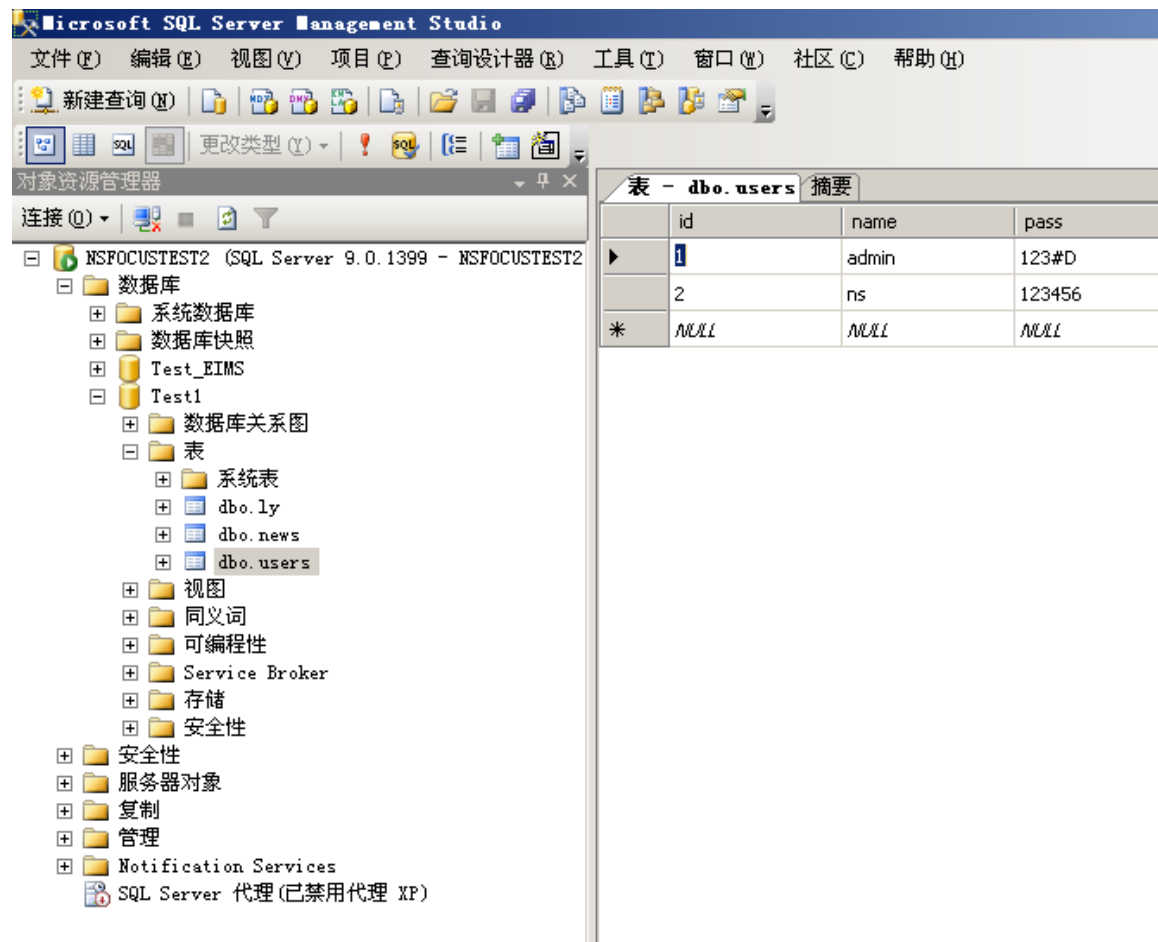 Microsoft SQL Server Management Studio
文件(F) 编辑(E) 视图(V) 项目(P) 查询设计器(R) 工具(T) 窗口(W) 社区(C) 帮助(H)
新建查询(N)
更改类型(Y)
对象资源管理器
连接(O)
NSFOCUSTEST2 (SQL Server 9.0.1399 - NSFOCUSTEST2
数据库
系统数据库
数据库快照
Test_EIMS
Test1
数据库关系图
表
系统表
dbo.ly
dbo.news
dbo.users
视图
同义词
可编程性
Service Broker
存储
安全性
安全性
服务器对象
复制
管理
Notification Services
SQL Server 代理(已禁用代理 XP)
表 - dbo.users 摘要
id name pass
1 admin 123#D
2 ns 123456
NULL NULL NULL